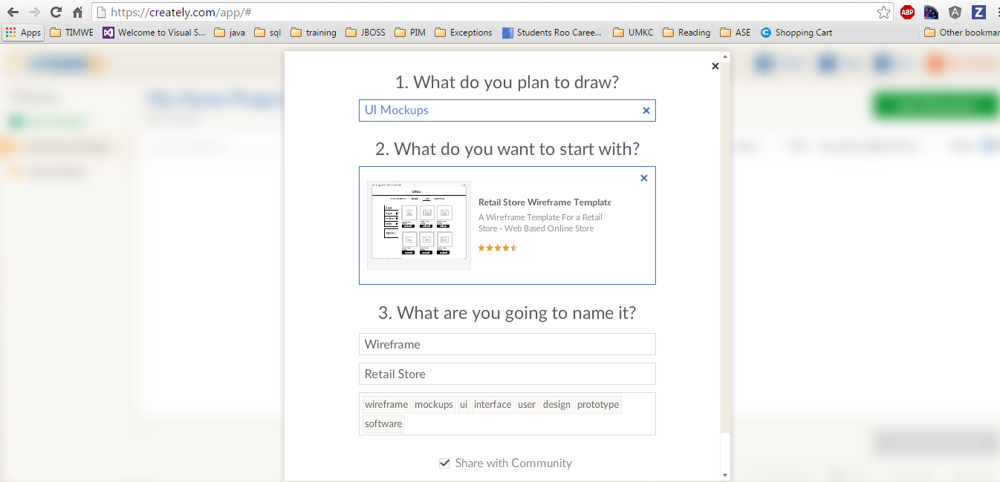 https://creately.com/app/#
ABP
A
Z
Apps TIMWE Welcome to Visual S... java sql training JBOSS PIM Exceptions Students Roo Caree... UMKC Reading ASE Shopping Cart Other bookmar
1. What do you plan to draw?
UI Mockups
2. What do you want to start with?
LOGO
Retail Store Wireframe Template
A Wireframe Template For a Retail
Store - Web Based Online Store
3. What are you going to name it?
Wireframe
Retail Store
wireframe mockups ui interface user design prototype
software
Share with Community